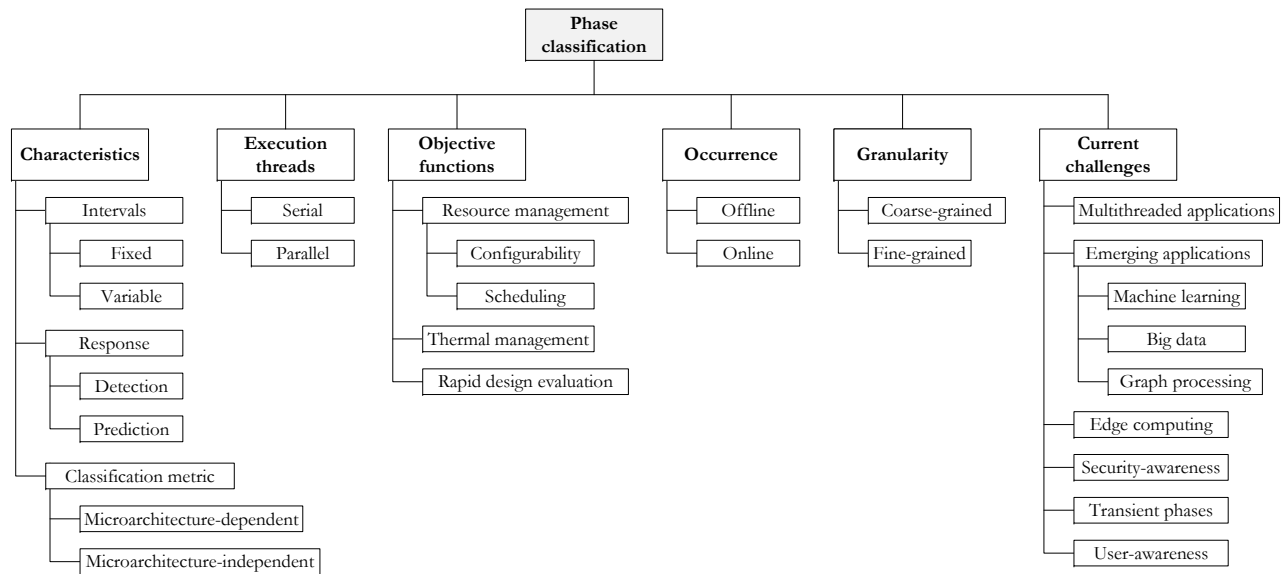 Phase
classification
Characteristics
Intervals
Fixed
Variable
Response
Detection
Prediction
Classification metric
Microarchitecture-dependent
Microarchitecture-independent
Execution
threads
Serial
Parallel
Objective
functions
Resource management
Configurability
Scheduling
Thermal management
Rapid design evaluation
Occurrence
Offline
Online
Granularity
Coarse-grained
Fine-grained
Current
challenges
Multithreaded applications
Emerging applications
Machine learning
Big data
Graph processing
Edge computing
Security-awareness
Transient phases
User-awareness